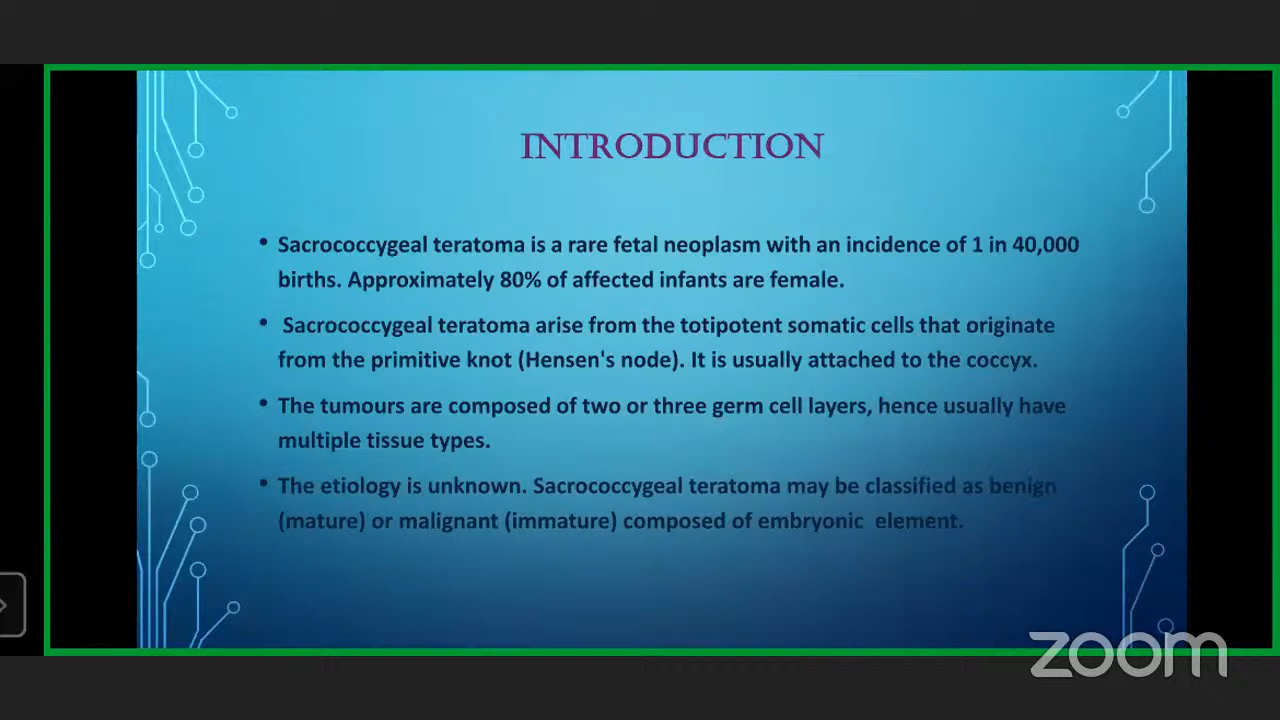 INTRODUCTION
• Sacrococcygeal teratoma is a rare fetal neoplasm with an incidence of 1 in 40,000
births. Approximately 80% of affected infants are female.
• Sacrococcygeal teratoma arise from the totipotent somatic cells that originate
from the primitive knot (Hensen's node). It is usually attached to the coccyx.
• The tumours are composed of two or three germ cell layers, hence usually have
multiple tissue types.
• The etiology is unknown. Sacrococcygeal teratoma may be classified as benign
(mature) or malignant (immature) composed of embryonic element.
zoom